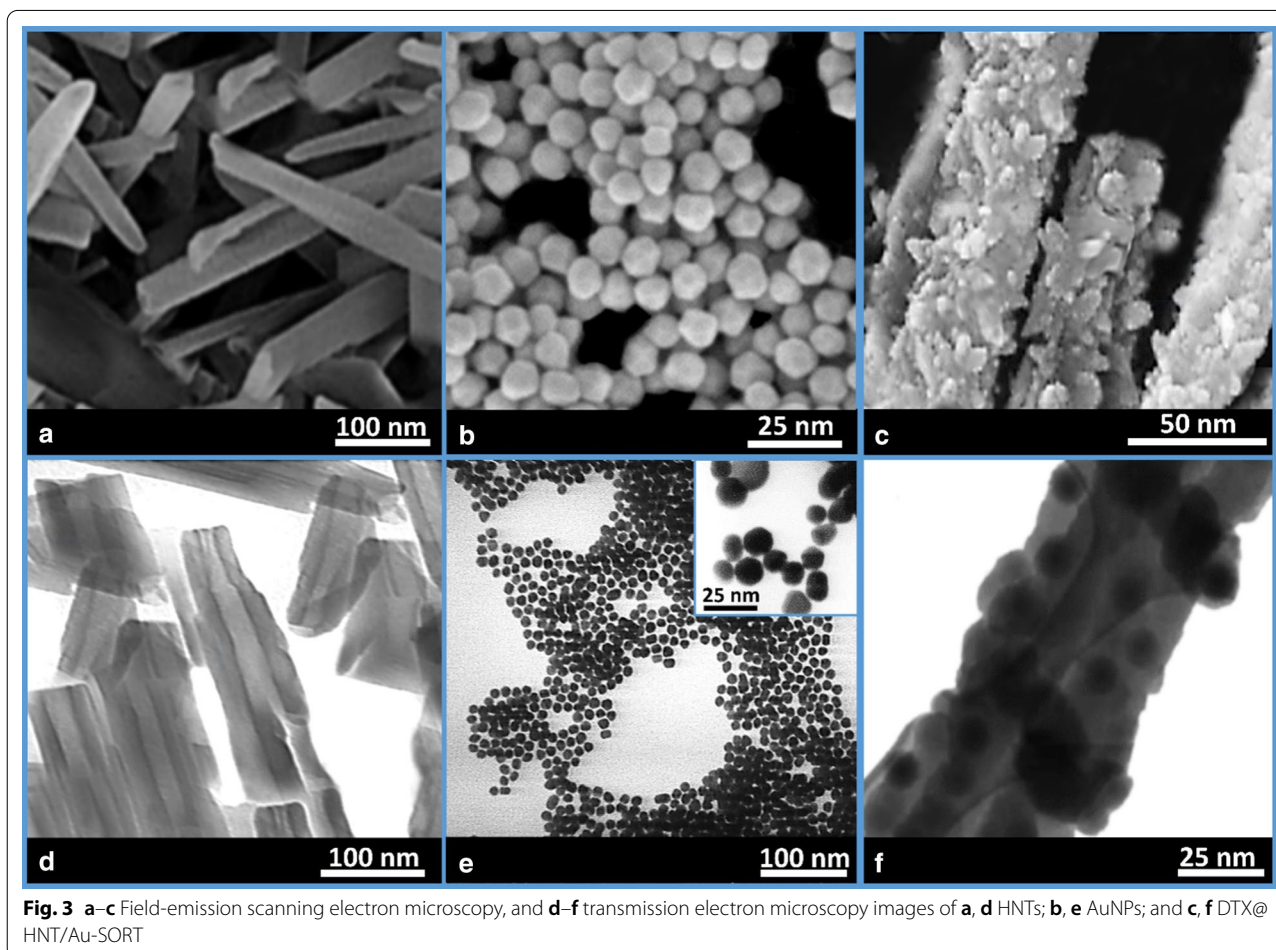 100 nm
a
25 nm
b
50 nm
c
25 nm
100 nm
d
100 nm
e
25 nm
f
Fig. 3 a–c Field-emission scanning electron microscopy, and d–f transmission electron microscopy images of a, d HNTs; b, e AuNPs; and c, f DTX@
HNT/Au-SORT